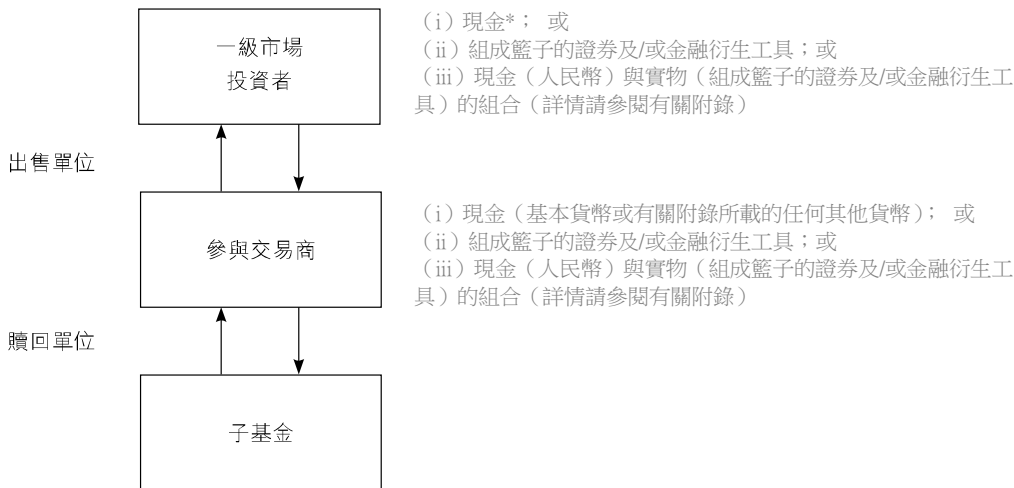 一級市場
投資者
（i）現金*； 或
（ii）組成籃子的證券及/或金融衍生工具；或
（iii）現金（人民幣）與實物（組成籃子的證券及/或金融衍生工
具）的組合（詳情請參閱有關附錄）
出售單位
參與交易商
（i）現金（基本貨幣或有關附錄所載的任何其他貨幣）； 或
（ii）組成籃子的證券及/或金融衍生工具；或
（iii）現金（人民幣）與實物（組成籃子的證券及/或金融衍生工
具）的組合（詳情請參閱有關附錄）
贖回單位
子基金